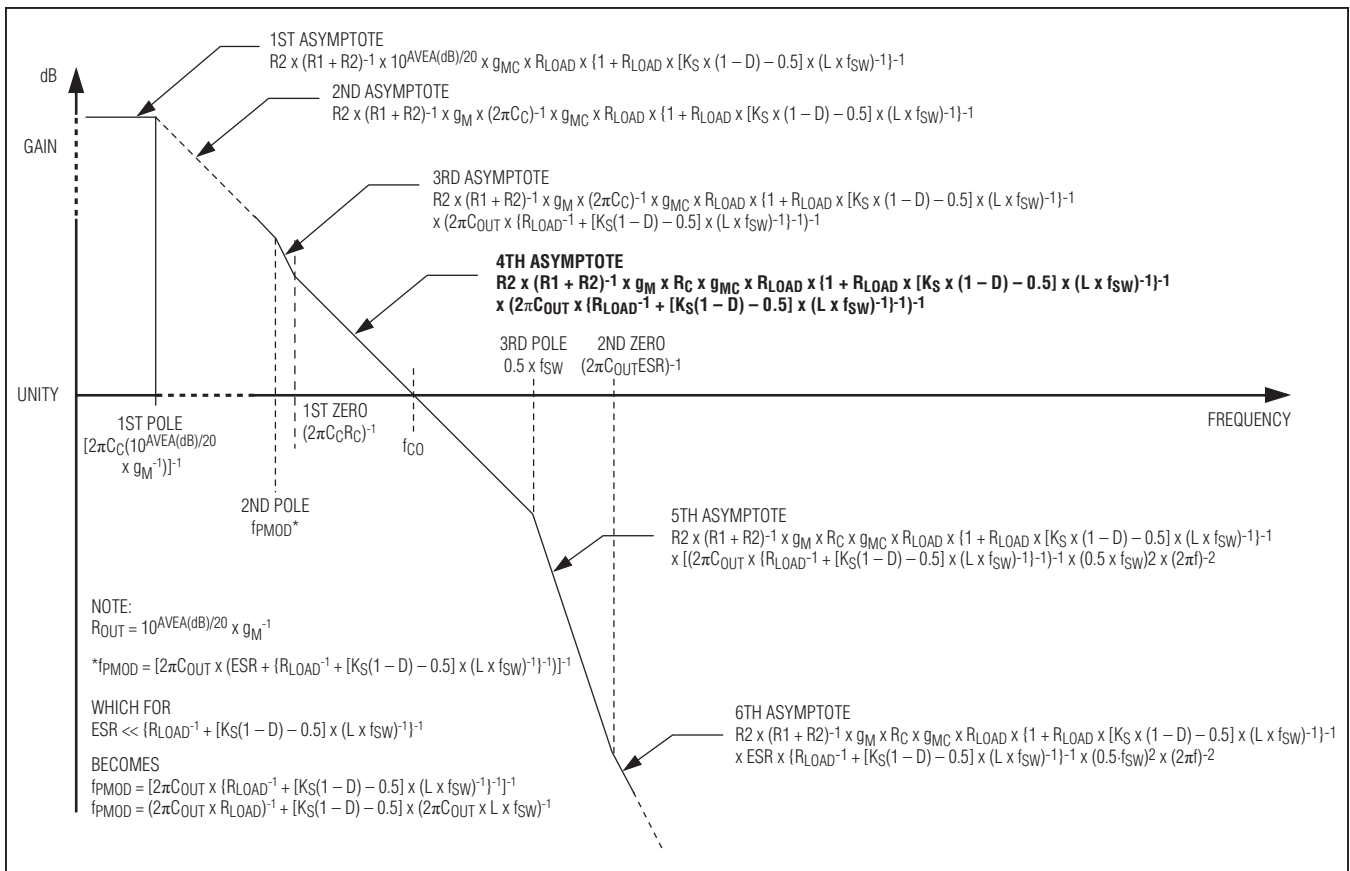 1ST ASYMPTOTE
R2 x (R1 + R2)⁻¹ x 10^AVEA(dB)/20 x gMC x RLOAD x {1 + RLOAD x [KS x (1 – D) – 0.5] x (L x fSW)⁻¹}⁻¹
dB
2ND ASYMPTOTE
R2 x (R1 + R2)⁻¹ x gM x (2πCC)⁻¹ x gMC x RLOAD x {1 + RLOAD x [KS x (1 – D) – 0.5] x (L x fSW)⁻¹}⁻¹
GAIN
3RD ASYMPTOTE
R2 x (R1 + R2)⁻¹ x gM x (2πCC)⁻¹ x gMC x RLOAD x {1 + RLOAD x [KS x (1 – D) – 0.5] x (L x fSW)⁻¹}⁻¹
x (2πCOUT x {RLOAD⁻¹ + [KS(1 – D) – 0.5] x (L x fSW)⁻¹}⁻¹)⁻¹
4TH ASYMPTOTE
R2 x (R1 + R2)⁻¹ x gM x RC x gMC x RLOAD x {1 + RLOAD x [KS x (1 – D) – 0.5] x (L x fSW)⁻¹}⁻¹
x (2πCOUT x {RLOAD⁻¹ + [KS(1 – D) – 0.5] x (L x fSW)⁻¹}⁻¹)⁻¹
3RD POLE
0.5 x fSW
2ND ZERO
(2πCOUTESR)⁻¹
UNITY
FREQUENCY
1ST POLE
[2πCC(10^AVEA(dB)/20
x gM⁻¹)]⁻¹
1ST ZERO
(2πCCRC)⁻¹
fCO
2ND POLE
fPMOD*
5TH ASYMPTOTE
R2 x (R1 + R2)⁻¹ x gM x RC x gMC x RLOAD x {1 + RLOAD x [KS x (1 – D) – 0.5] x (L x fSW)⁻¹}⁻¹
x [(2πCOUT x {RLOAD⁻¹ + [KS(1 – D) – 0.5] x (L x fSW)⁻¹}⁻¹)⁻¹ x (0.5 x fSW)² x (2πf)⁻²
NOTE:
ROUT = 10^AVEA(dB)/20 x gM⁻¹
*fPMOD = [2πCOUT x (ESR + {RLOAD⁻¹ + [KS(1 – D) – 0.5] x (L x fSW)⁻¹}⁻¹)]⁻¹
WHICH FOR
ESR << {RLOAD⁻¹ + [KS(1 – D) – 0.5] x (L x fSW)⁻¹}⁻¹
BECOMES
fPMOD = [2πCOUT x {RLOAD⁻¹ + [KS(1 – D) – 0.5] x (L x fSW)⁻¹}⁻¹]⁻¹
fPMOD = (2πCOUT x RLOAD)⁻¹ + [KS(1 – D) – 0.5] x (2πCOUT x L x fSW)⁻¹
6TH ASYMPTOTE
R2 x (R1 + R2)⁻¹ x gM x RC x gMC x RLOAD x {1 + RLOAD x [KS x (1 – D) – 0.5] x (L x fSW)⁻¹}⁻¹
x ESR x {RLOAD⁻¹ + [KS(1 – D) – 0.5] x (L x fSW)⁻¹}⁻¹ x (0.5·fSW)² x (2πf)⁻²